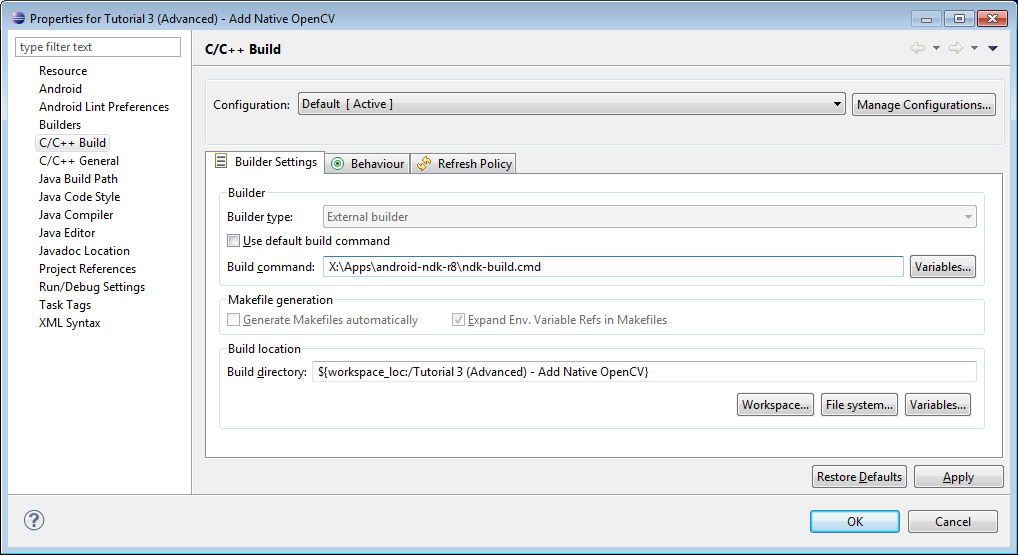 Properties for Tutorial 3 (Advanced) - Add Native OpenCV
type filter text
Resource
Android
Android Lint Preferences
Builders
C/C++ Build
C/C++ General
Java Build Path
Java Code Style
Java Compiler
Java Editor
Javadoc Location
Project References
Run/Debug Settings
Task Tags
XML Syntax
C/C++ Build
Configuration: Default [ Active ] Manage Configurations...
Builder Settings Behaviour Refresh Policy
Builder
Builder type: External builder
Use default build command
Build command: X:\Apps\android-ndk-r8\ndk-build.cmd Variables...
Makefile generation
Generate Makefiles automatically Expand Env. Variable Refs in Makefiles
Build location
Build directory: ${workspace_loc:/Tutorial 3 (Advanced) - Add Native OpenCV}
Workspace... File system... Variables...
Restore Defaults Apply
? OK Cancel